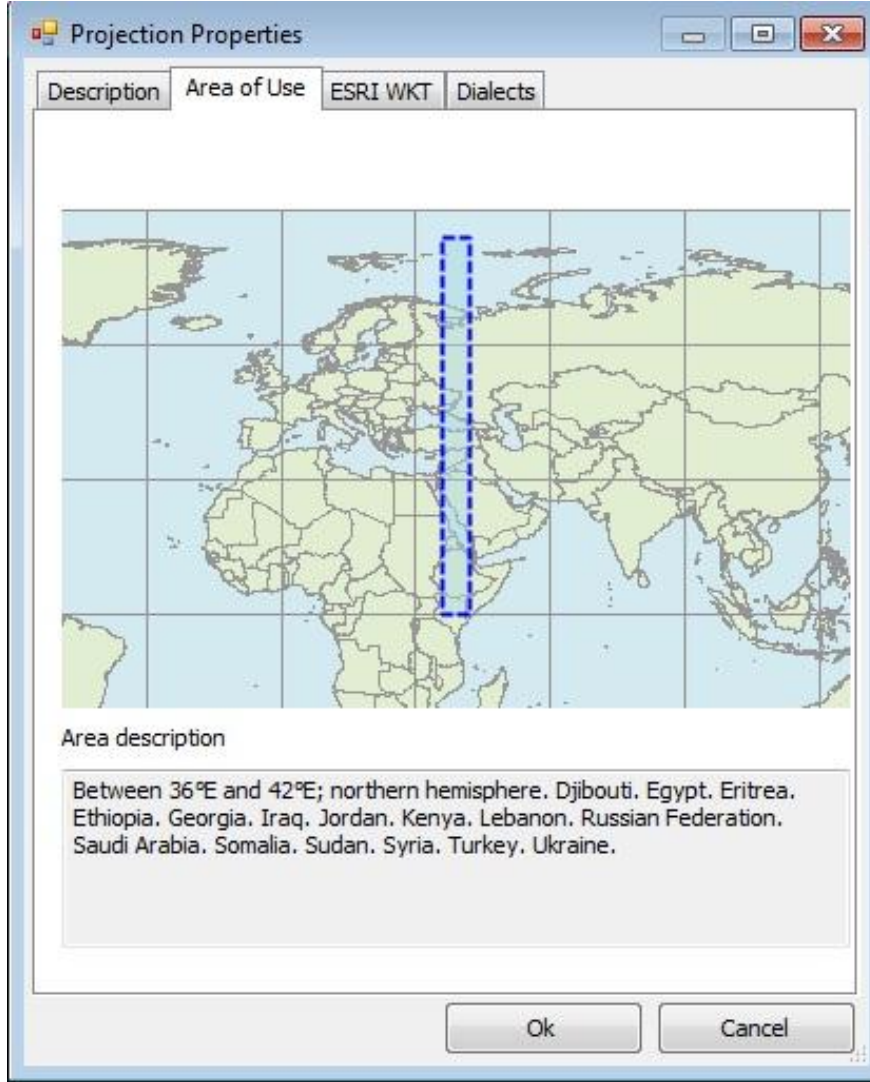 Projection Properties
Description Area of Use ESRI WKT Dialects
Area description
Between 36°E and 42°E; northern hemisphere. Djibouti. Egypt. Eritrea.
Ethiopia. Georgia. Iraq. Jordan. Kenya. Lebanon. Russian Federation.
Saudi Arabia. Somalia. Sudan. Syria. Turkey. Ukraine.
Ok Cancel